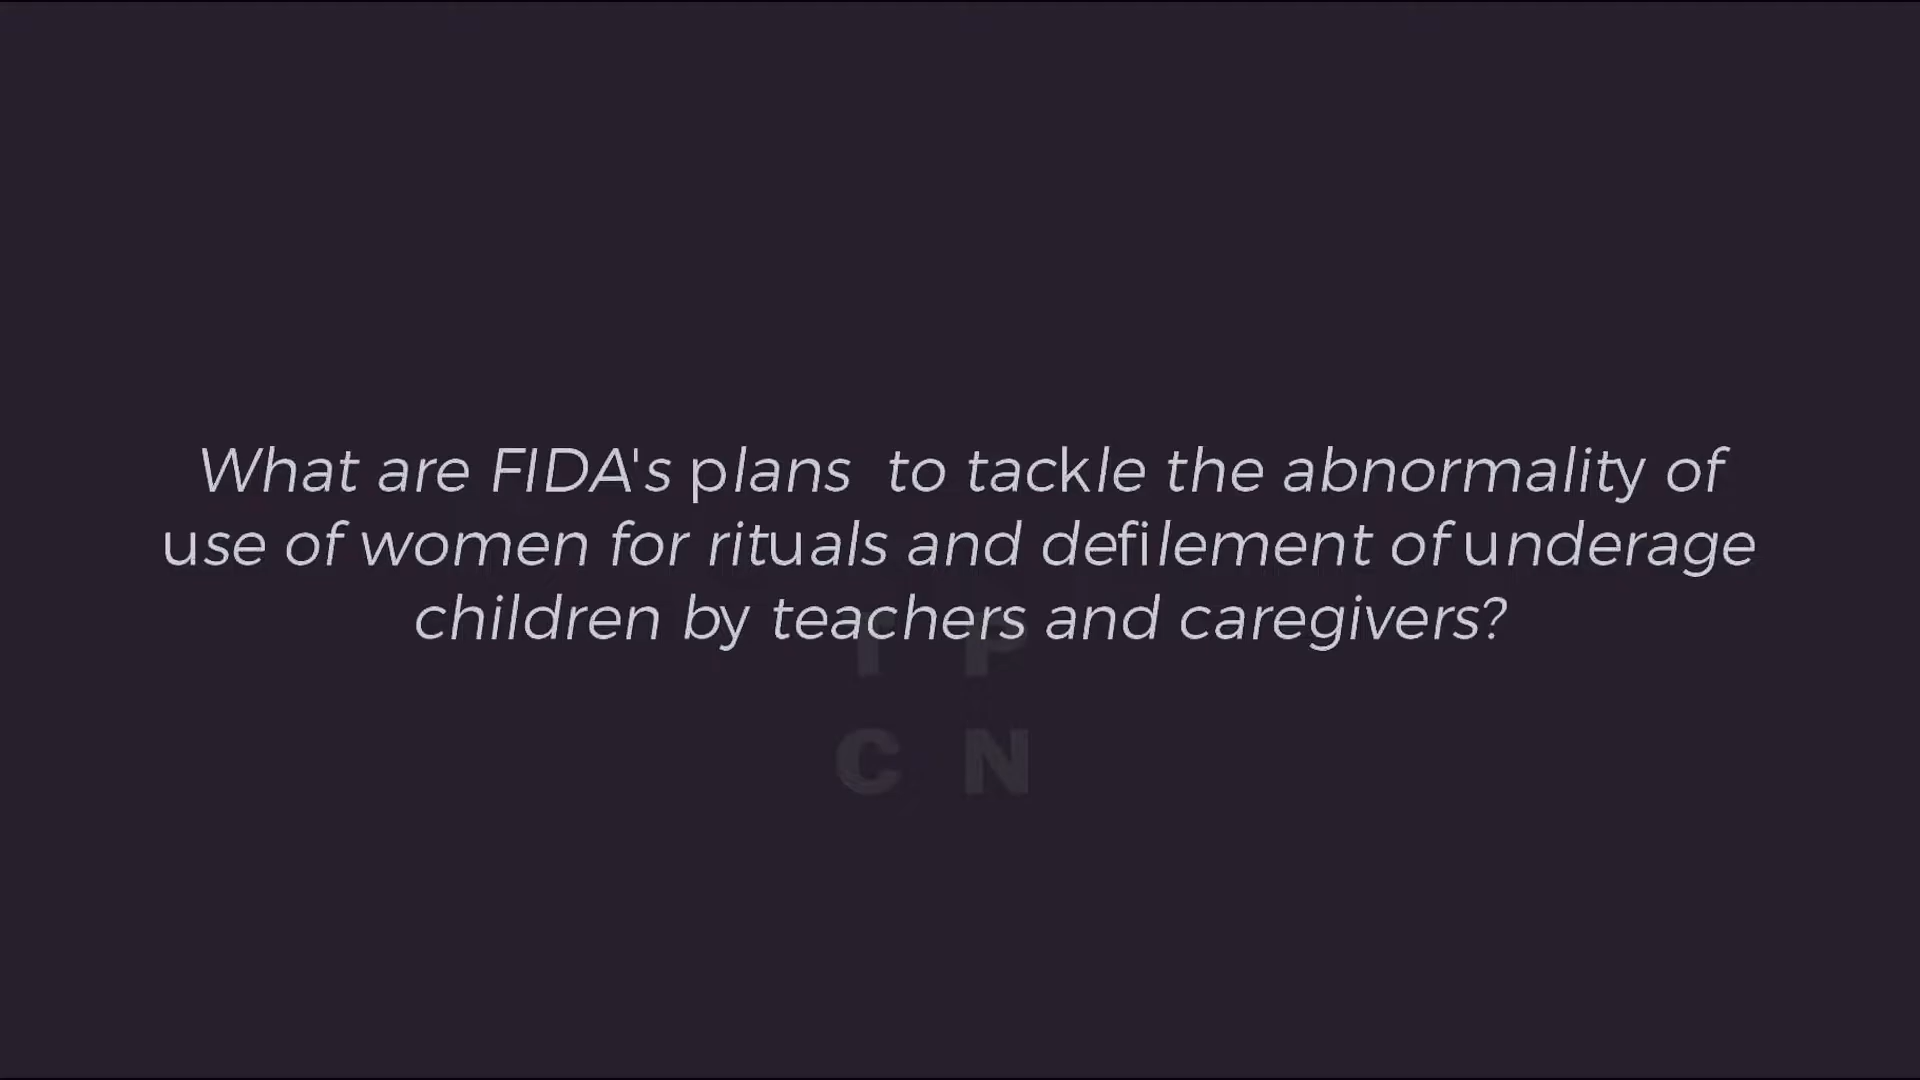 What are FIDA's plans  to tackle the abnormality of
use of women for rituals and defilement of underage
children by teachers and caregivers?
T P
C N